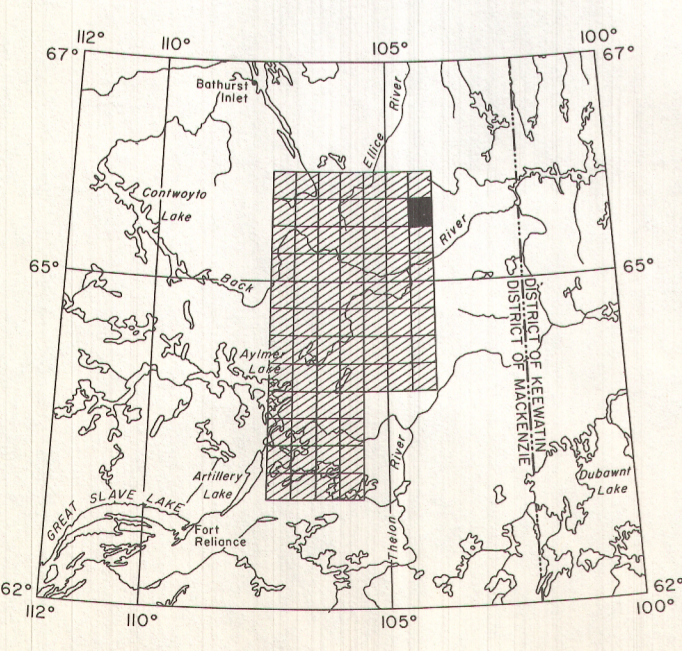 112°
110°
105°
100°
67°
67°
Bathurst
Inlet
Ellice River
Contwoyto
Lake
River
65°
65°
Back
DISTRICT OF KEEWATIN
DISTRICT OF MACKENZIE
Aylmer
Lake
River
Artillery
Lake
Dubawnt
Lake
GREAT SLAVE LAKE
Fort
Reliance
Thelon
62°
62°
112°
110°
105°
100°